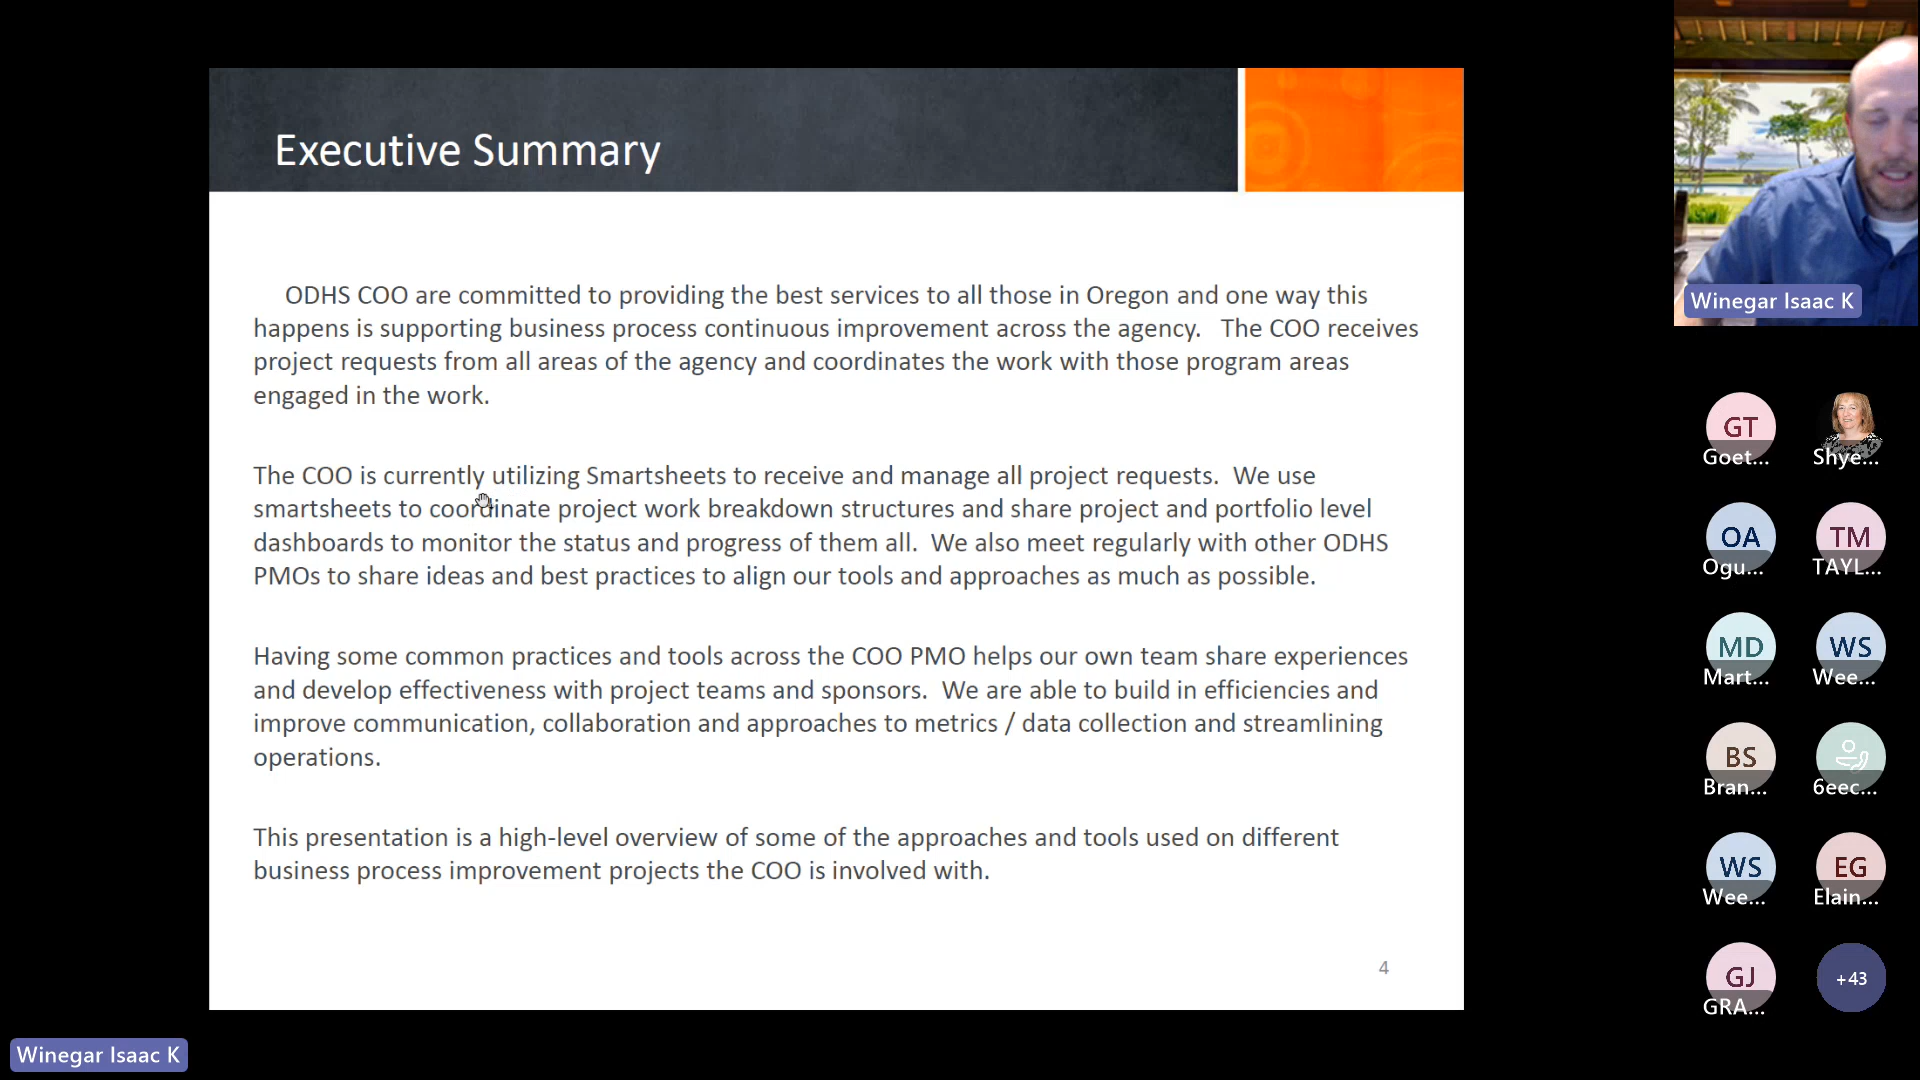 Executive Summary
ODHS COO are committed to providing the best services to all those in Oregon and one way this
happens is supporting business process continuous improvement across the agency.   The COO receives
project requests from all areas of the agency and coordinates the work with those program areas
engaged in the work.
The COO is currently utilizing Smartsheets to receive and manage all project requests.  We use
smartsheets to coordinate project work breakdown structures and share project and portfolio level
dashboards to monitor the status and progress of them all.  We also meet regularly with other ODHS
PMOs to share ideas and best practices to align our tools and approaches as much as possible.
Having some common practices and tools across the COO PMO helps our own team share experiences
and develop effectiveness with project teams and sponsors.  We are able to build in efficiencies and
improve communication, collaboration and approaches to metrics / data collection and streamlining
operations.
This presentation is a high-level overview of some of the approaches and tools used on different
business process improvement projects the COO is involved with.
4
Winegar Isaac K
Winegar Isaac K
GT
Goet...
Shye...
OA
Ogu...
TM
TAYL...
MD
Mart...
WS
Wee...
BS
Bran...
6eec...
WS
Wee...
EG
Elain...
GJ
GRA...
+43